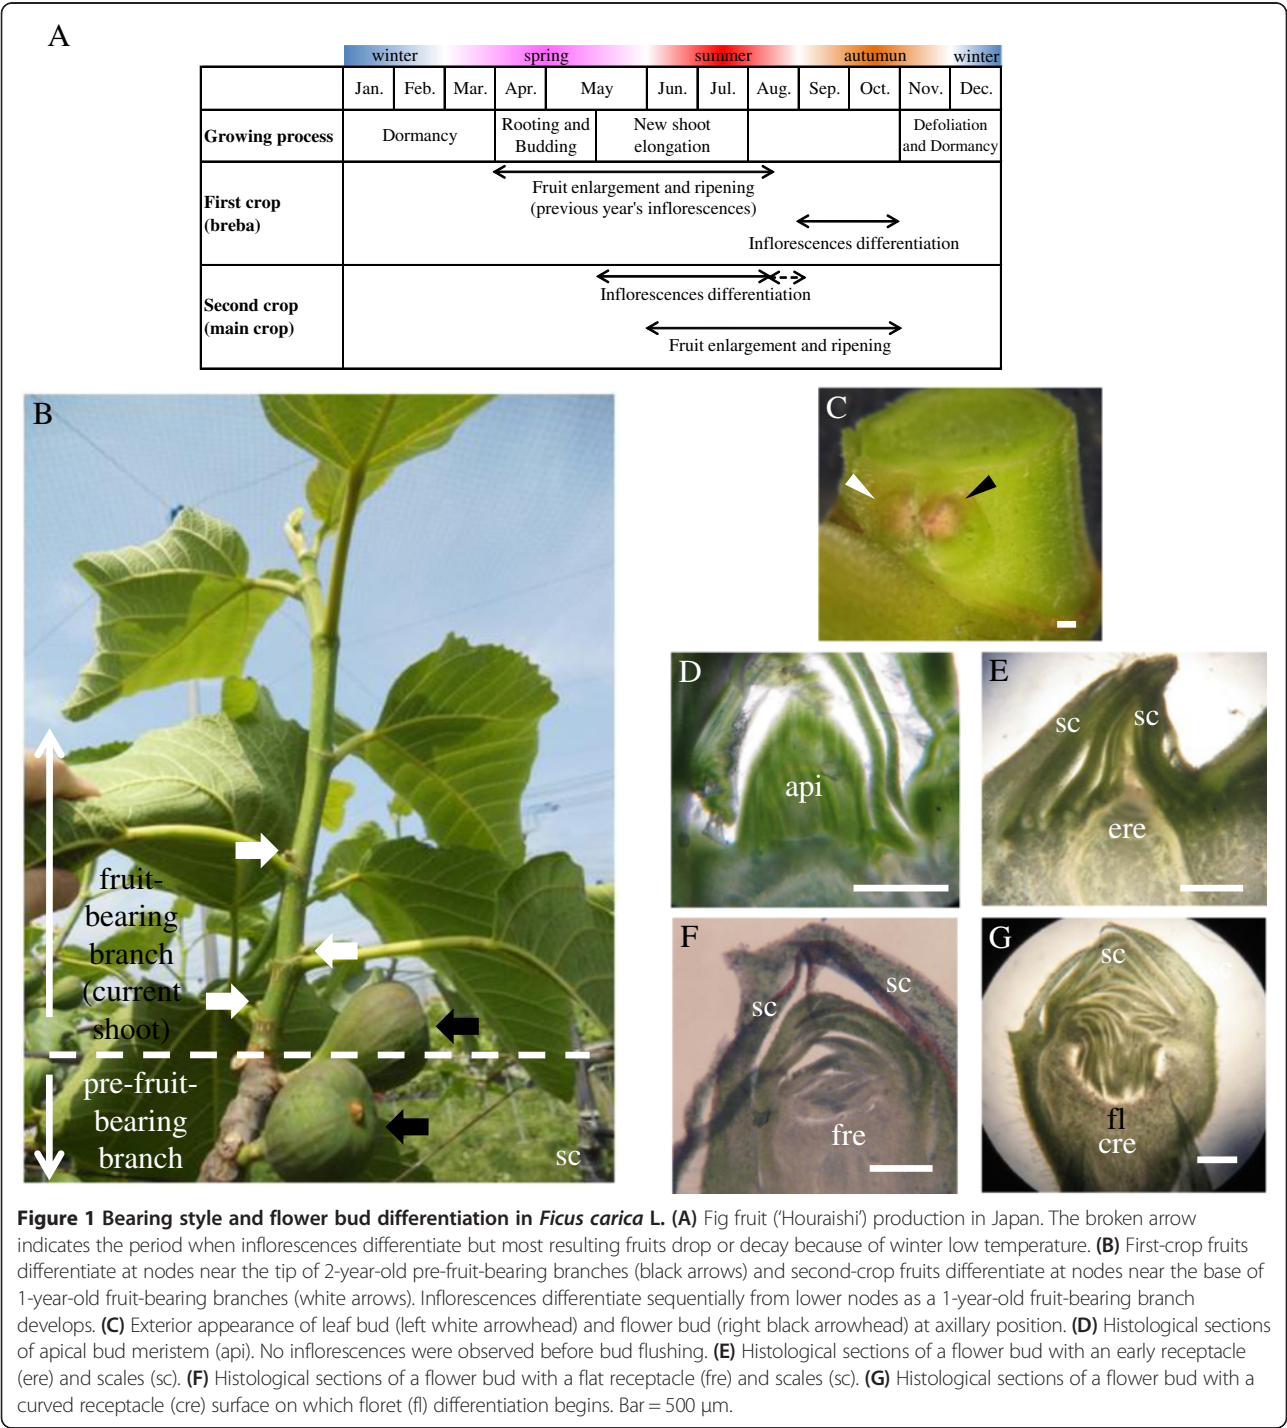 A
winter spring summer autumun winter
Jan. Feb. Mar. Apr. May Jun. Jul. Aug. Sep. Oct. Nov. Dec.
Growing process
Dormancy
Rooting and
Budding
New shoot
elongation
Defoliation
and Dormancy
First crop
(breba)
Fruit enlargement and ripening
(previous year's inflorescences)
Inflorescences differentiation
Second crop
(main crop)
Inflorescences differentiation
Fruit enlargement and ripening
B
fruit-
bearing
branch
(current
shoot)
pre-fruit-
bearing
branch
sc
C
D
api
E
sc sc
ere
F
sc
sc
fre
G
sc
sc
fl
cre
Figure 1 Bearing style and flower bud differentiation in Ficus carica L. (A) Fig fruit (‘Houraishi’) production in Japan. The broken arrow
indicates the period when inflorescences differentiate but most resulting fruits drop or decay because of winter low temperature. (B) First-crop fruits
differentiate at nodes near the tip of 2-year-old pre-fruit-bearing branches (black arrows) and second-crop fruits differentiate at nodes near the base of
1-year-old fruit-bearing branches (white arrows). Inflorescences differentiate sequentially from lower nodes as a 1-year-old fruit-bearing branch
develops. (C) Exterior appearance of leaf bud (left white arrowhead) and flower bud (right black arrowhead) at axillary position. (D) Histological sections
of apical bud meristem (api). No inflorescences were observed before bud flushing. (E) Histological sections of a flower bud with an early receptacle
(ere) and scales (sc). (F) Histological sections of a flower bud with a flat receptacle (fre) and scales (sc). (G) Histological sections of a flower bud with a
curved receptacle (cre) surface on which floret (fl) differentiation begins. Bar = 500 μm.